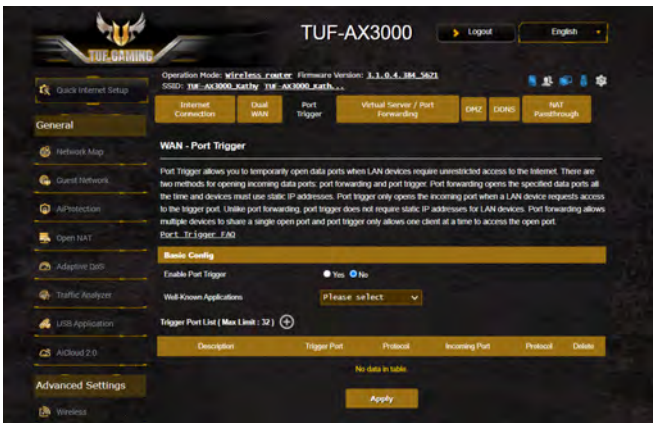 TUF GAMING
TUF-AX3000
Logout
English
Operation Mode: Wireless router Firmware Version: 3.1.0.4.384_5621
SSID: TUF-AX3000_Kathy TUF-AX3000_Kath...
Quick Internet Setup
General
Network Map
Guest Network
AiProtection
Open NAT
Adaptive QoS
Traffic Analyzer
USB Application
AiCloud 2.0
Advanced Settings
Wireless
Internet Connection
Dual WAN
Port Trigger
Virtual Server / Port Forwarding
DMZ
DDNS
NAT Passthrough
WAN - Port Trigger
Port Trigger allows you to temporarily open data ports when LAN devices require unrestricted access to the Internet. There are
two methods for opening incoming data ports: port forwarding and port trigger. Port forwarding opens the specified data ports all
the time and devices must use static IP addresses. Port trigger only opens the incoming port when a LAN device requests access
to the trigger port. Unlike port forwarding, port trigger does not require static IP addresses for LAN devices. Port forwarding allows
multiple devices to share a single open port and port trigger only allows one client at a time to access the open port.
Port Trigger FAQ
Basic Config
Enable Port Trigger Yes No
Well-Known Applications Please select
Trigger Port List ( Max Limit : 32 )
Description Trigger Port Protocol Incoming Port Protocol Delete
No data in table.
Apply